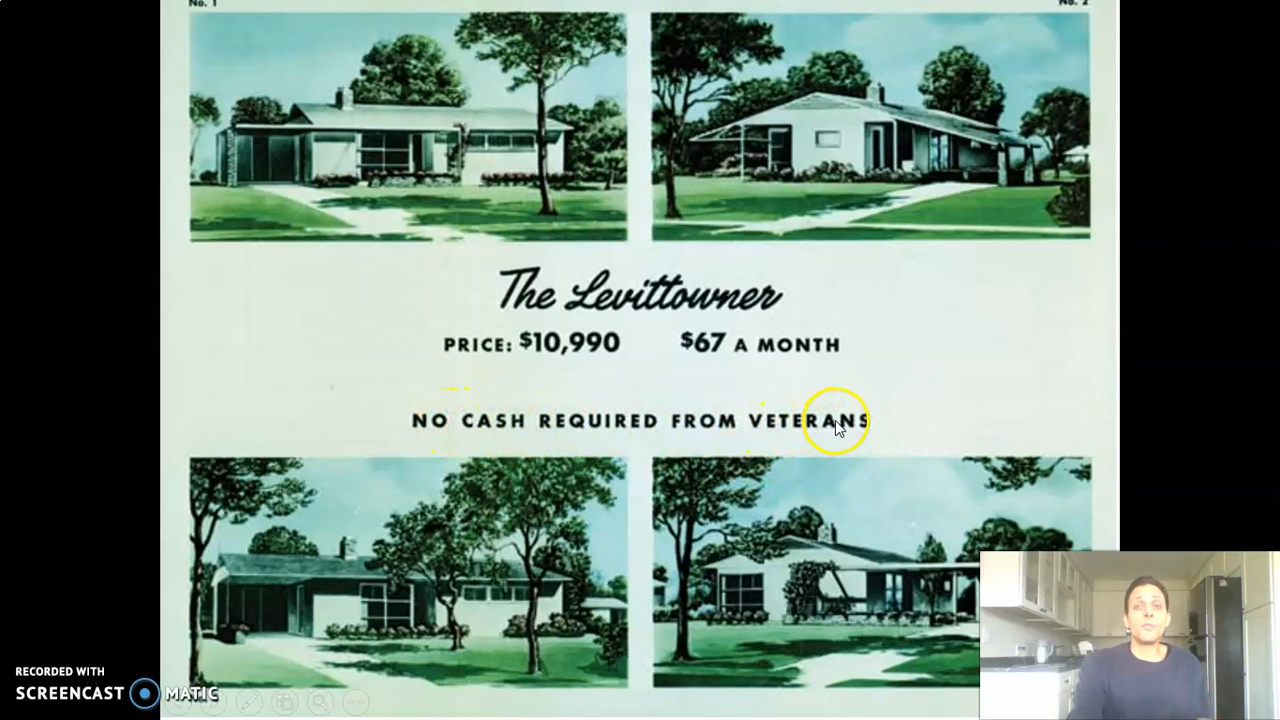 No. 1
No. 2
The Levittowner
PRICE: $10,990 $67 A MONTH
NO CASH REQUIRED FROM VETERANS
RECORDED WITH
SCREENCAST MATIC